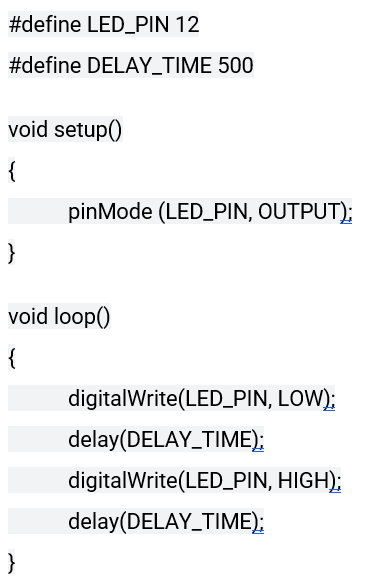 #define LED_PIN 12
#define DELAY_TIME 500
void setup()
{
pinMode (LED_PIN, OUTPUT);
}
void loop()
{
digitalWrite(LED_PIN, LOW);
delay(DELAY_TIME);
digitalWrite(LED_PIN, HIGH);
delay(DELAY_TIME);
}